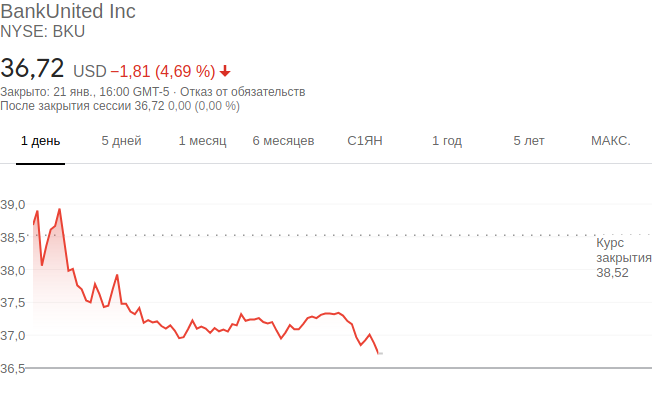 BankUnited Inc
NYSE: BKU
36,72 USD −1,81 (4,69 %)
Закрыто: 21 янв., 16:00 GMT-5 · Отказ от обязательств
После закрытия сессии 36,72 0,00 (0,00 %)
1 день 5 дней 1 месяц 6 месяцев С1ЯН 1 год 5 лет МАКС.
39,0
38,5
Курс
закрытия
38,52
38,0
37,5
37,0
36,5